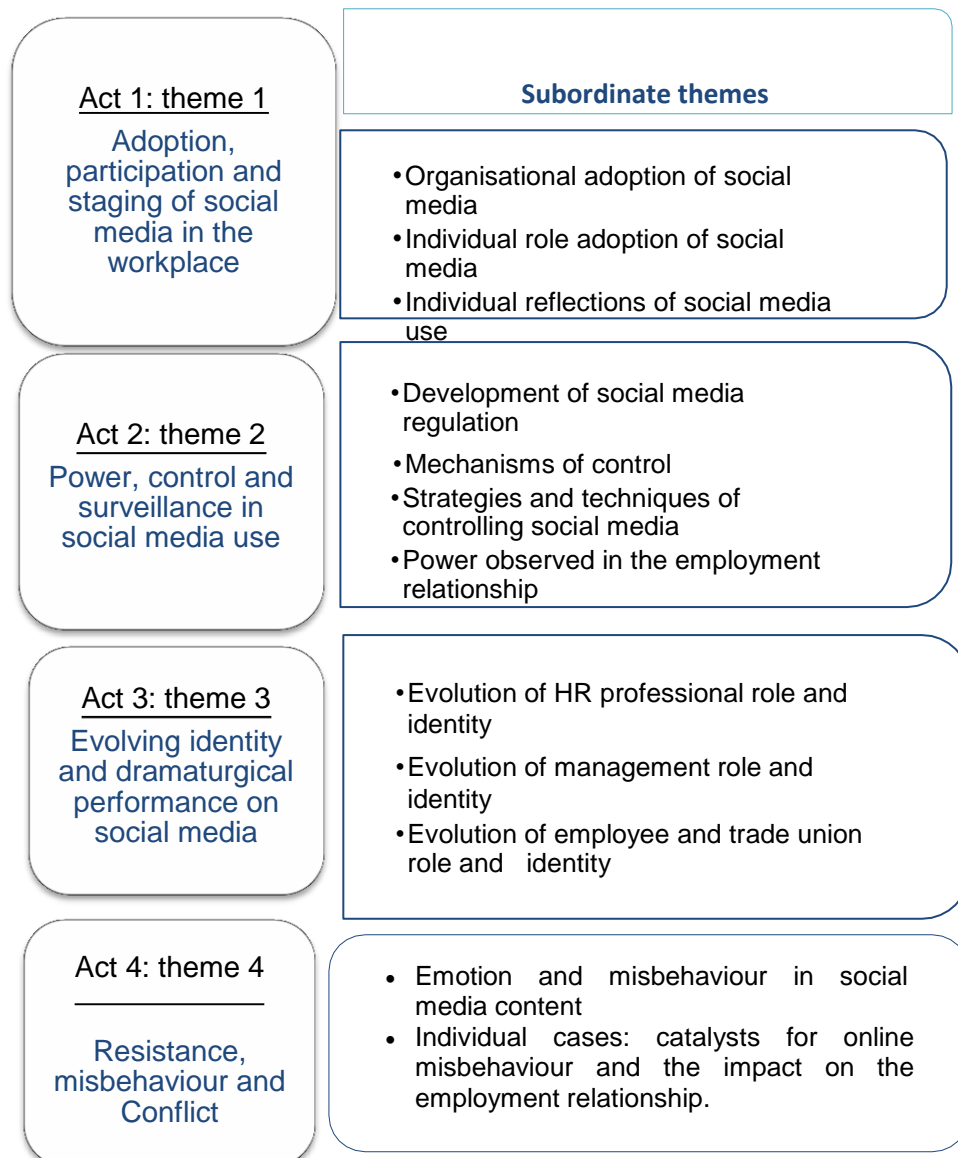 Subordinate themes
Act 1: theme 1
Adoption,
participation and
staging of social
media in the
workplace
•Organisational adoption of social
media
•Individual role adoption of social
media
•Individual reflections of social media
use
Act 2: theme 2
Power, control and
surveillance in
social media use
•Development of social media
regulation
•Mechanisms of control
•Strategies and techniques of
controlling social media
•Power observed in the employment
relationship
Act 3: theme 3
Evolving identity
and dramaturgical
performance on
social media
•Evolution of HR professional role and
identity
•Evolution of management role and
identity
•Evolution of employee and trade union
role and identity
Act 4: theme 4
Resistance,
misbehaviour and
Conflict
• Emotion and misbehaviour in social
media content
• Individual cases: catalysts for online
misbehaviour and the impact on the
employment relationship.